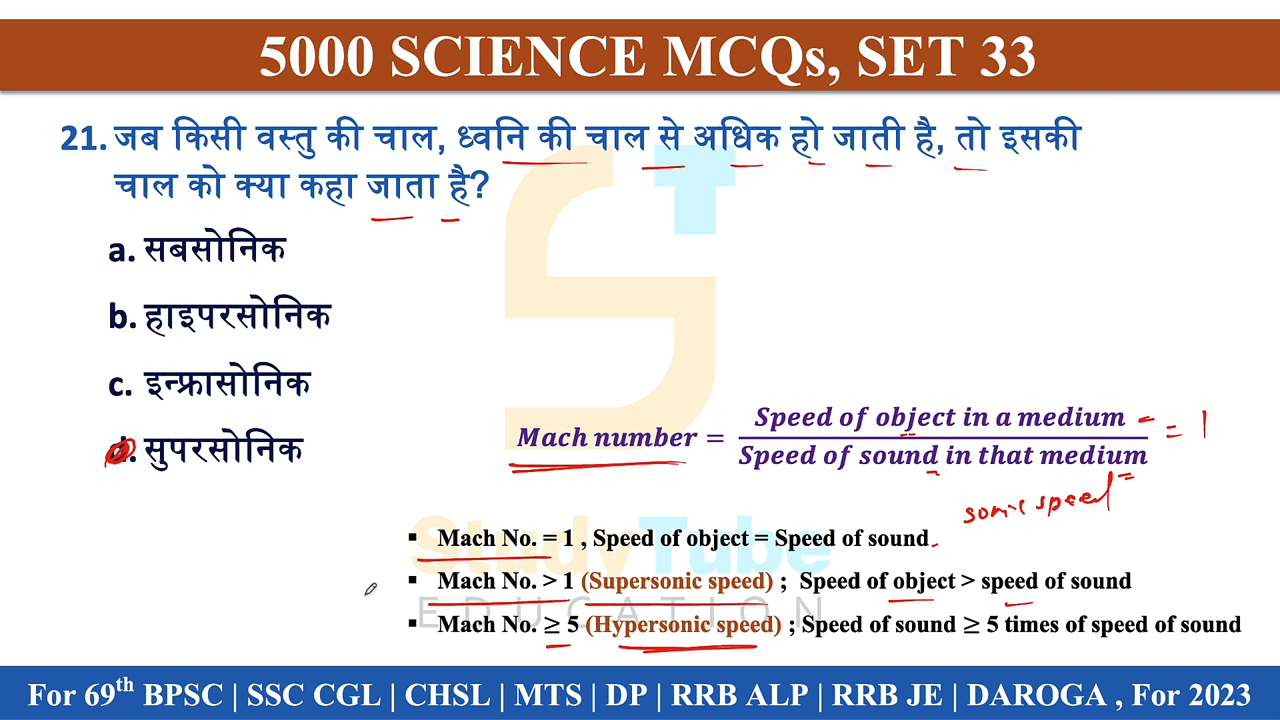 5000 SCIENCE MCQs, SET 33
21. जब किसी वस्तु की चाल, ध्वनि की चाल से अधिक हो जाती है, तो इसकी
चाल को क्या कहा जाता है?
a. सबसोनिक
b. हाइपरसोनिक
c. इन्फ्रासोनिक
d. सुपरसोनिक
Mach number = Speed of object in a medium / Speed of sound in that medium = 1
sonic speed =
▪ Mach No. = 1 , Speed of object = Speed of sound
▪ Mach No. > 1 (Supersonic speed) ; Speed of object > speed of sound
▪ Mach No. ≥ 5 (Hypersonic speed) ; Speed of sound ≥ 5 times of speed of sound
StudyTube
EDUCATION
For 69th BPSC | SSC CGL | CHSL | MTS | DP | RRB ALP | RRB JE | DAROGA , For 2023